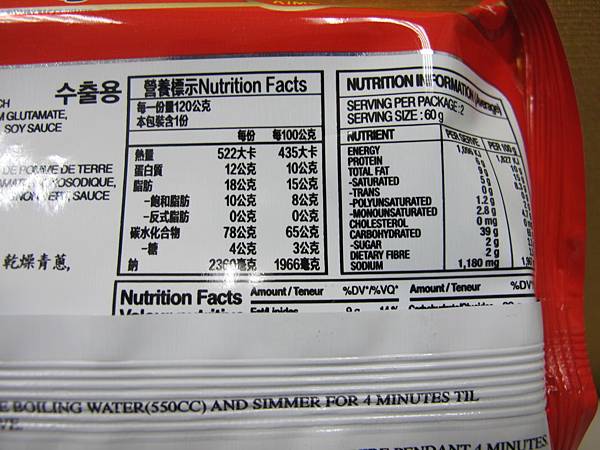 수출용
CH
M GLUTAMATE,
SOY SAUCE
DE POMME DE TERRE
SAUCE
乾燥青蔥,
營養標示Nutrition Facts
每一份量120公克
本包裝含1份
每份 每100公克
熱量 522大卡 435大卡
蛋白質 12公克 10公克
脂肪 18公克 15公克
-飽和脂肪 10公克 8公克
-反式脂肪 0公克 0公克
碳水化合物 78公克 65公克
-糖 4公克 3公克
鈉 2360毫克 1966毫克
NUTRITION INFORMATION (Average)
SERVING PER PACKAGE: 2
SERVING SIZE : 60 g
NUTRIENT PER SERVE PER 100 g
ENERGY
PROTEIN
TOTAL FAT 9 g
-SATURATED 5 g
-TRANS 0 g
-POLYUNSATURATED 1.2 g
-MONOUNSATURATED 2.8 g
CHOLESTEROL 0 mg
CARBOHYDRATED 39 g
-SUGAR 2 g
DIETARY FIBRE 2 g
SODIUM 1,180 mg
Nutrition Facts Amount / Teneur %DV*/%VQ* Amount / Teneur %DV*
E BOILING WATER(550CC) AND SIMMER FOR 4 MINUTES TIL
VE.
PENDANT 4 MINUTES